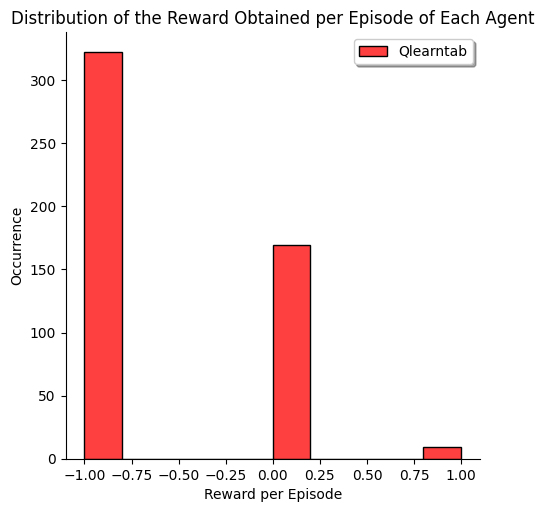 Distribution of the Reward Obtained per Episode of Each Agent
Qlearntab
Occurrence
300
250
200
150
100
50
0
−1.00 −0.75 −0.50 −0.25 0.00 0.25 0.50 0.75 1.00
Reward per Episode